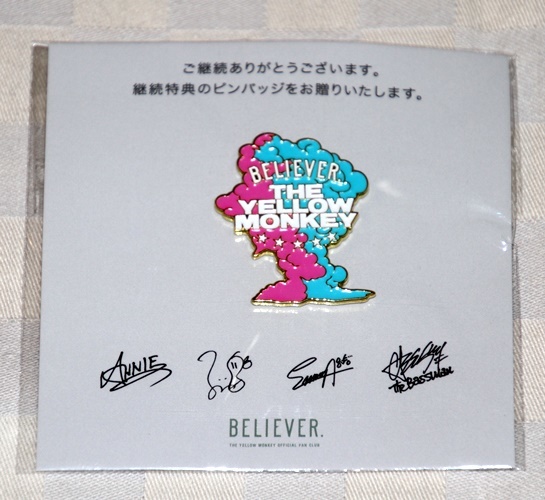 ご継続ありがとうございます。
継続特典のピンバッジをお贈りいたします。
BELIEVER.
THE
YELLOW
MONKEY
ANNIE
BELIEVER.
THE YELLOW MONKEY OFFICIAL FAN CLUB